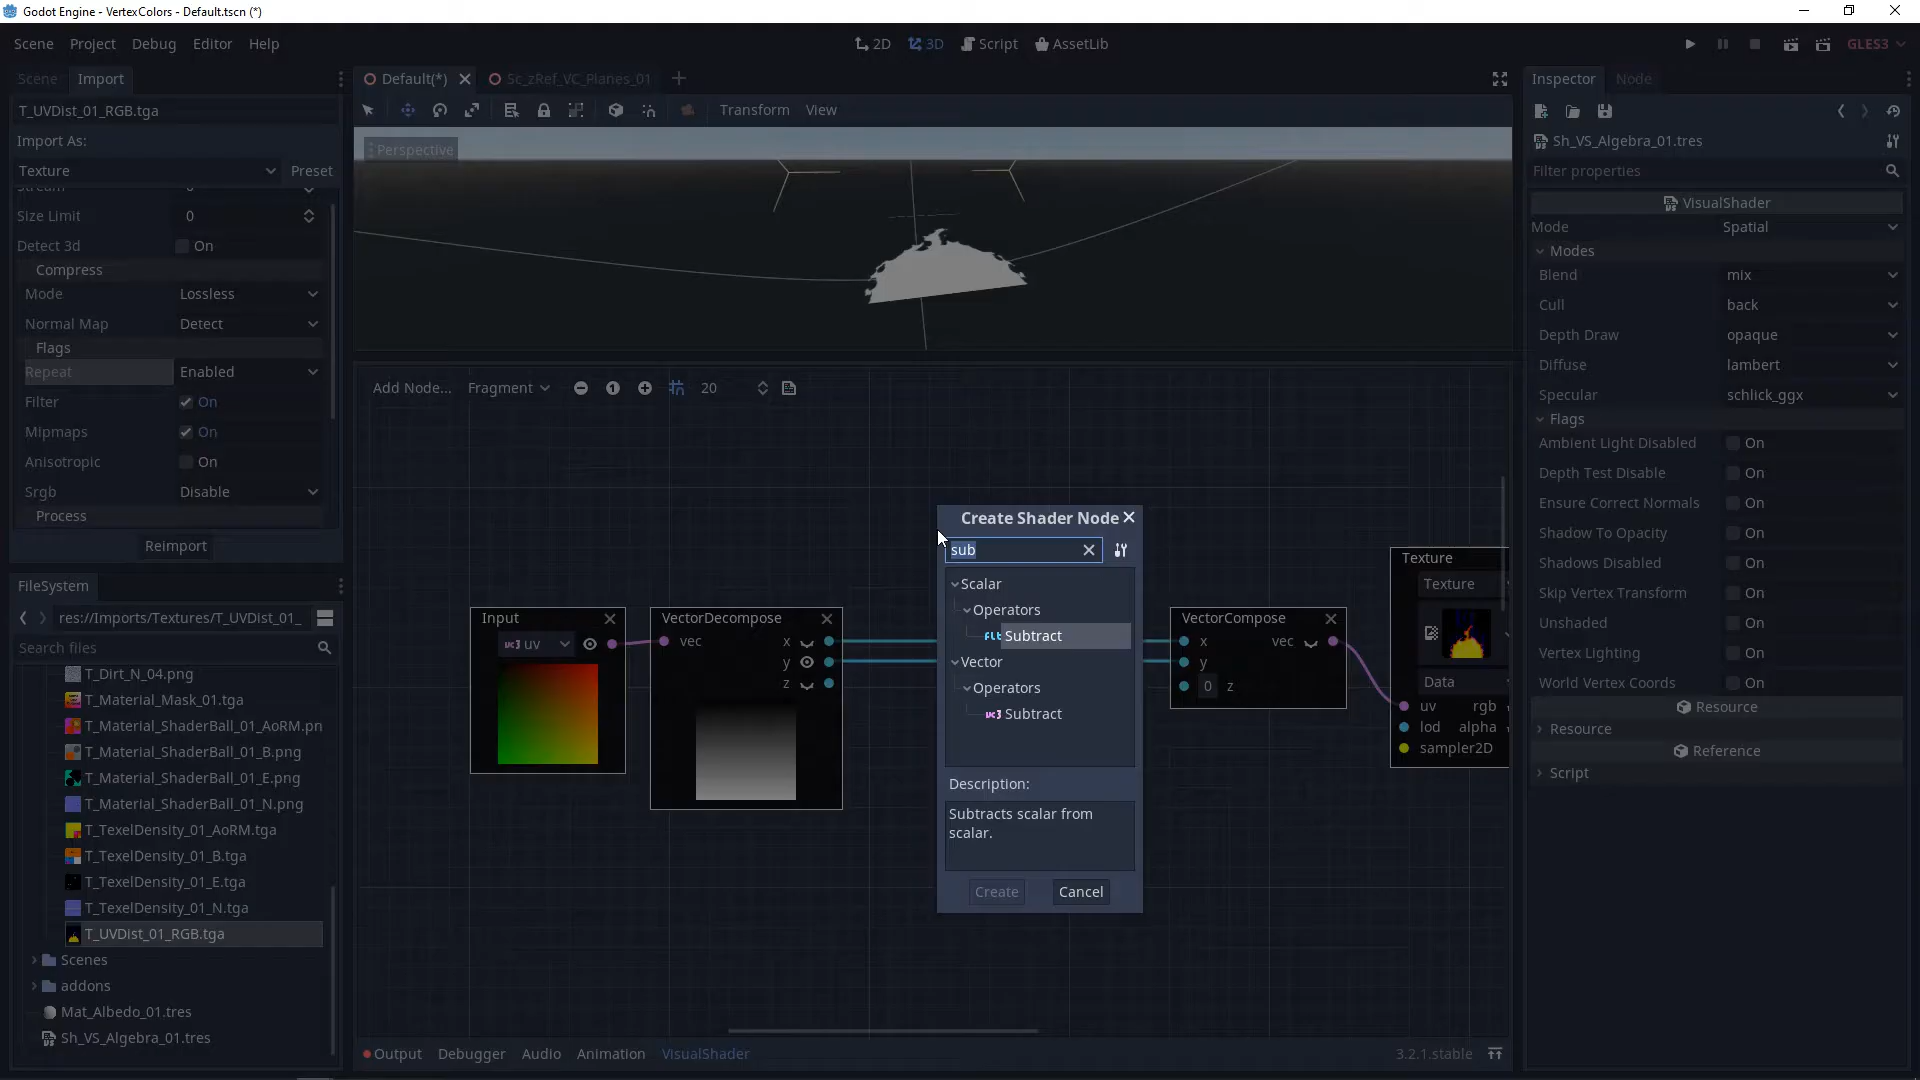 Godot Engine - VertexColors - Default.tscn (*)
Scene Project Debug Editor Help
2D 3D Script AssetLib
GLES3
Scene Import
T_UVDist_01_RGB.tga
Import As:
Texture Preset
Size Limit 0
Detect 3d On
Compress
Mode Lossless
Normal Map Detect
Flags
Repeat Enabled
Filter On
Mipmaps On
Anisotropic On
Srgb Disable
Process
Reimport
FileSystem
res://Imports/Textures/T_UVDist_01_
Search files
T_Dirt_N_04.png
T_Material_Mask_01.tga
T_Material_ShaderBall_01_AoRM.pn
T_Material_ShaderBall_01_B.png
T_Material_ShaderBall_01_E.png
T_Material_ShaderBall_01_N.png
T_TexelDensity_01_AoRM.tga
T_TexelDensity_01_B.tga
T_TexelDensity_01_E.tga
T_TexelDensity_01_N.tga
T_UVDist_01_RGB.tga
Scenes
addons
Mat_Albedo_01.tres
Sh_VS_Algebra_01.tres
Default(*) Sc_zRef_VC_Planes_01
Transform View
Perspective
Add Node... Fragment 1 20
Input
vc3 uv
VectorDecompose
vec x
y
z
Create Shader Node
sub
Scalar
Operators
flt Subtract
Vector
Operators
vc3 Subtract
Description:
Subtracts scalar from
scalar.
Create Cancel
VectorCompose
x vec
y
0 z
Texture
Texture
Data
uv rgb
lod alpha
sampler2D
Output Debugger Audio Animation VisualShader
3.2.1.stable
Inspector Node
Sh_VS_Algebra_01.tres
Filter properties
VisualShader
Mode Spatial
Modes
Blend mix
Cull back
Depth Draw opaque
Diffuse lambert
Specular schlick_ggx
Flags
Ambient Light Disabled On
Depth Test Disable On
Ensure Correct Normals On
Shadow To Opacity On
Shadows Disabled On
Skip Vertex Transform On
Unshaded On
Vertex Lighting On
World Vertex Coords On
Resource
Resource
Reference
Script